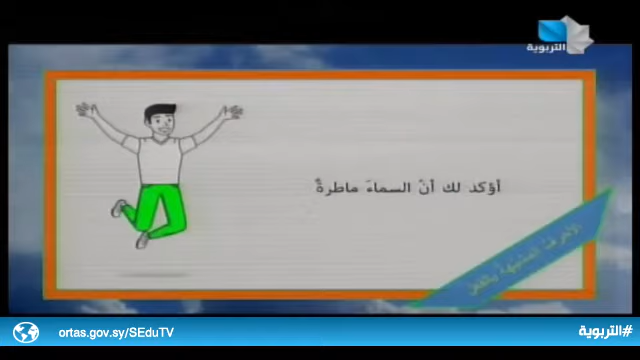 التربوية
أؤكد لك أنّ السماءَ ماطرةٌ
الأحرف المشبهة بالفعل
ortas.gov.sy/SEduTV
#التربوية